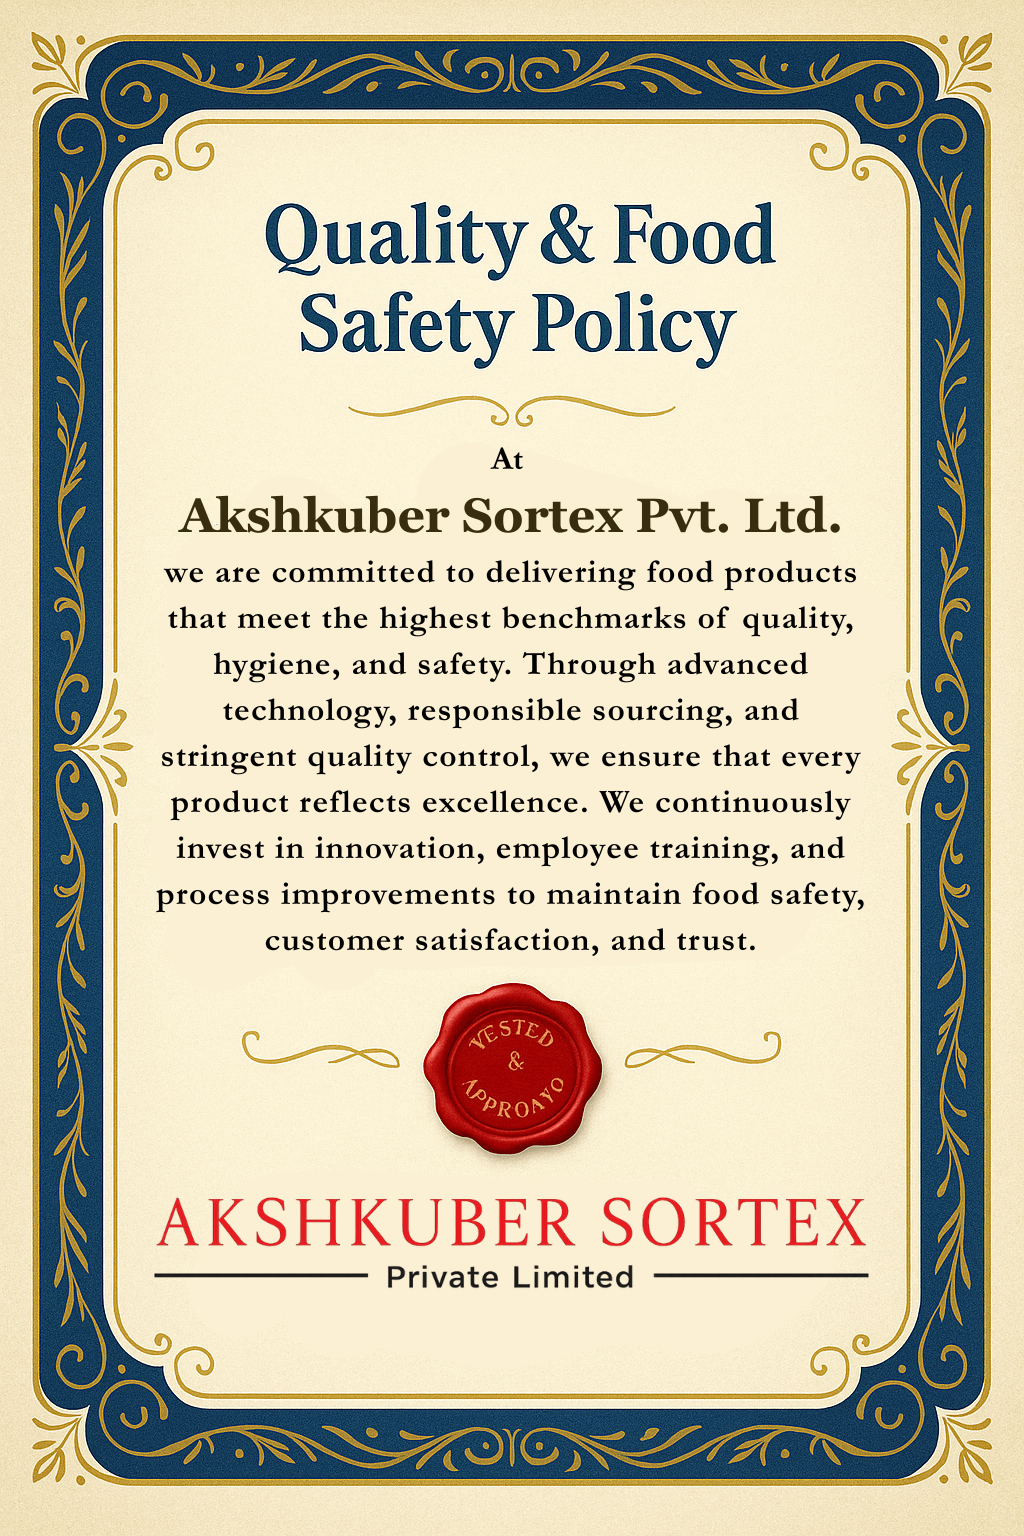 Quality & Food
Safety Policy
At
Akshkuber Sortex Pvt. Ltd.
we are committed to delivering food products
that meet the highest benchmarks of quality,
hygiene, and safety. Through advanced
technology, responsible sourcing, and
stringent quality control, we ensure that every
product reflects excellence. We continuously
invest in innovation, employee training, and
process improvements to maintain food safety,
customer satisfaction, and trust.
VESTED
&
APPROAVO
AKSHKUBER SORTEX
Private Limited